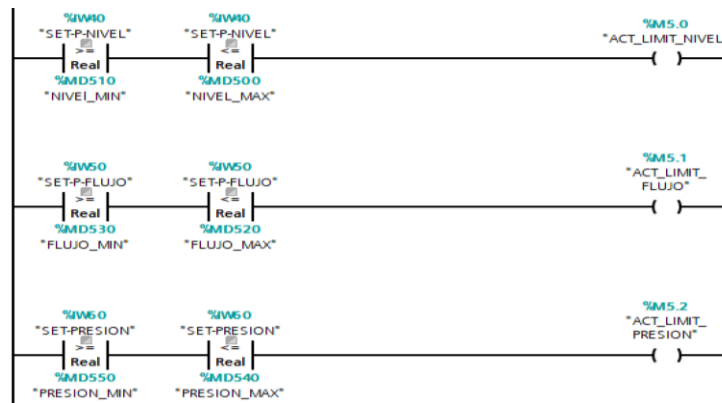 %IW40 %IW40 %M5.0
"SET-P-NIVEL" "SET-P-NIVEL" "ACT_LIMIT_NIVEL
>= <=
Real Real
%MD510 %MD500
"NIVEl_MIN" "NIVEL_MAX"
%IW50 %IW50 %M5.1
"SET-P-FLUJO" "SET-P-FLUJO" "ACT_LIMIT_
>= <= FLUJO"
Real Real
%MD530 %MD520
"FLUJO_MIN" "FLUJO_MAX"
%IW60 %IW60 %M5.2
"SET-PRESION" "SET-PRESION" "ACT_LIMIT_
>= <= PRESION"
Real Real
%MD550 %MD540
"PRESION_MIN" "PRESION_MAX"